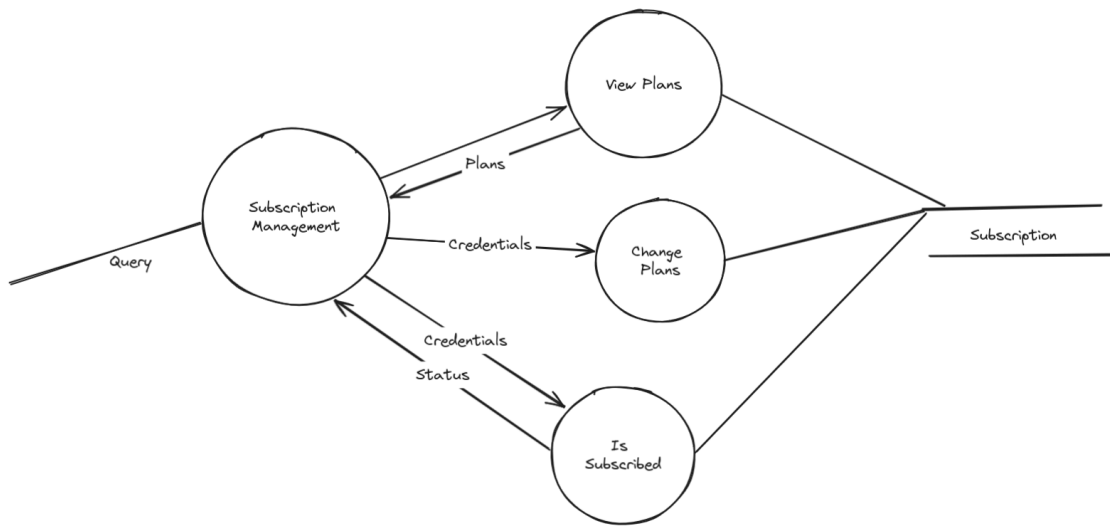 View Plans
Plans
Subscription
Management
Query
Credentials
Change
Plans
Subscription
Credentials
Status
Is
Subscribed